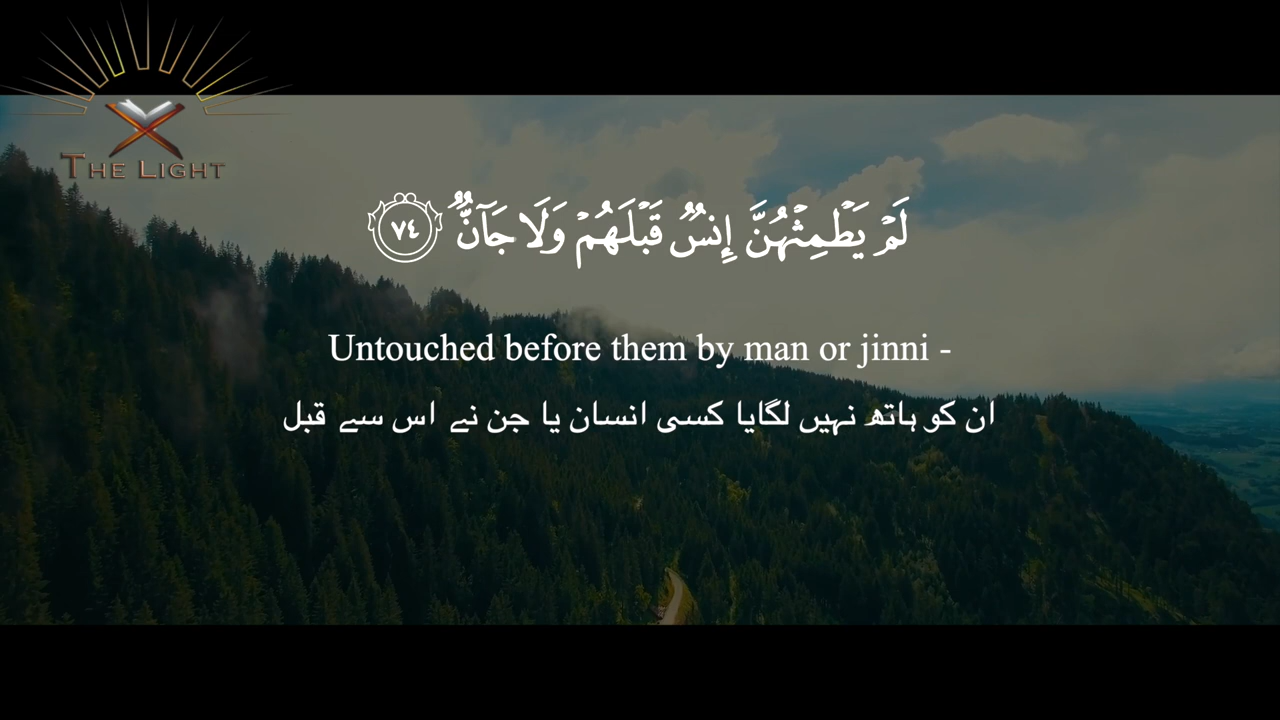 THE LIGHT
لَمْ يَطْمِثْهُنَّ إِنسٌ قَبْلَهُمْ وَلَا جَآنٌّ ٧٤
Untouched before them by man or jinni -
ان کو ہاتھ نہیں لگایا کسی انسان یا جن نے اس سے قبل